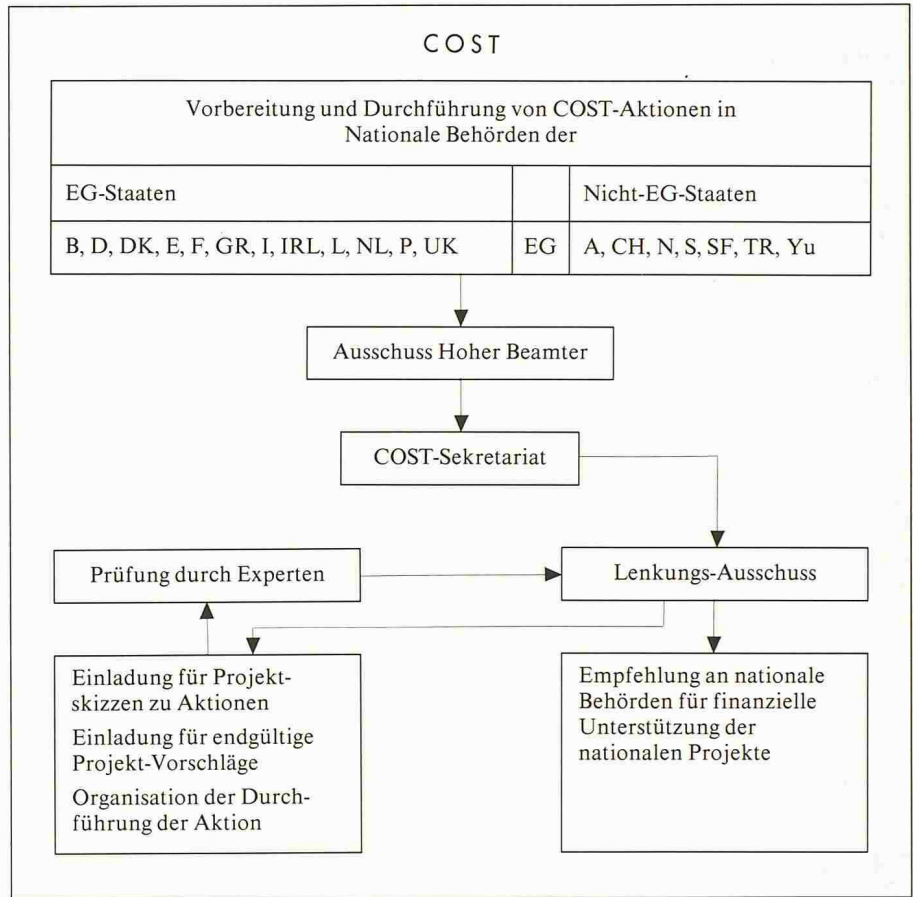 COST
Vorbereitung und Durchführung von COST-Aktionen in
Nationale Behörden der
EG-Staaten
Nicht-EG-Staaten
B, D, DK, E, F, GR, I, IRL, L, NL, P, UK
EG
A, CH, N, S, SF, TR, Yu
Ausschuss Hoher Beamter
COST-Sekretariat
Prüfung durch Experten
Lenkungs-Ausschuss
Einladung für Projekt-
skizzen zu Aktionen
Einladung für endgültige
Projekt-Vorschläge
Organisation der Durch-
führung der Aktion
Empfehlung an nationale
Behörden für finanzielle
Unterstützung der
nationalen Projekte